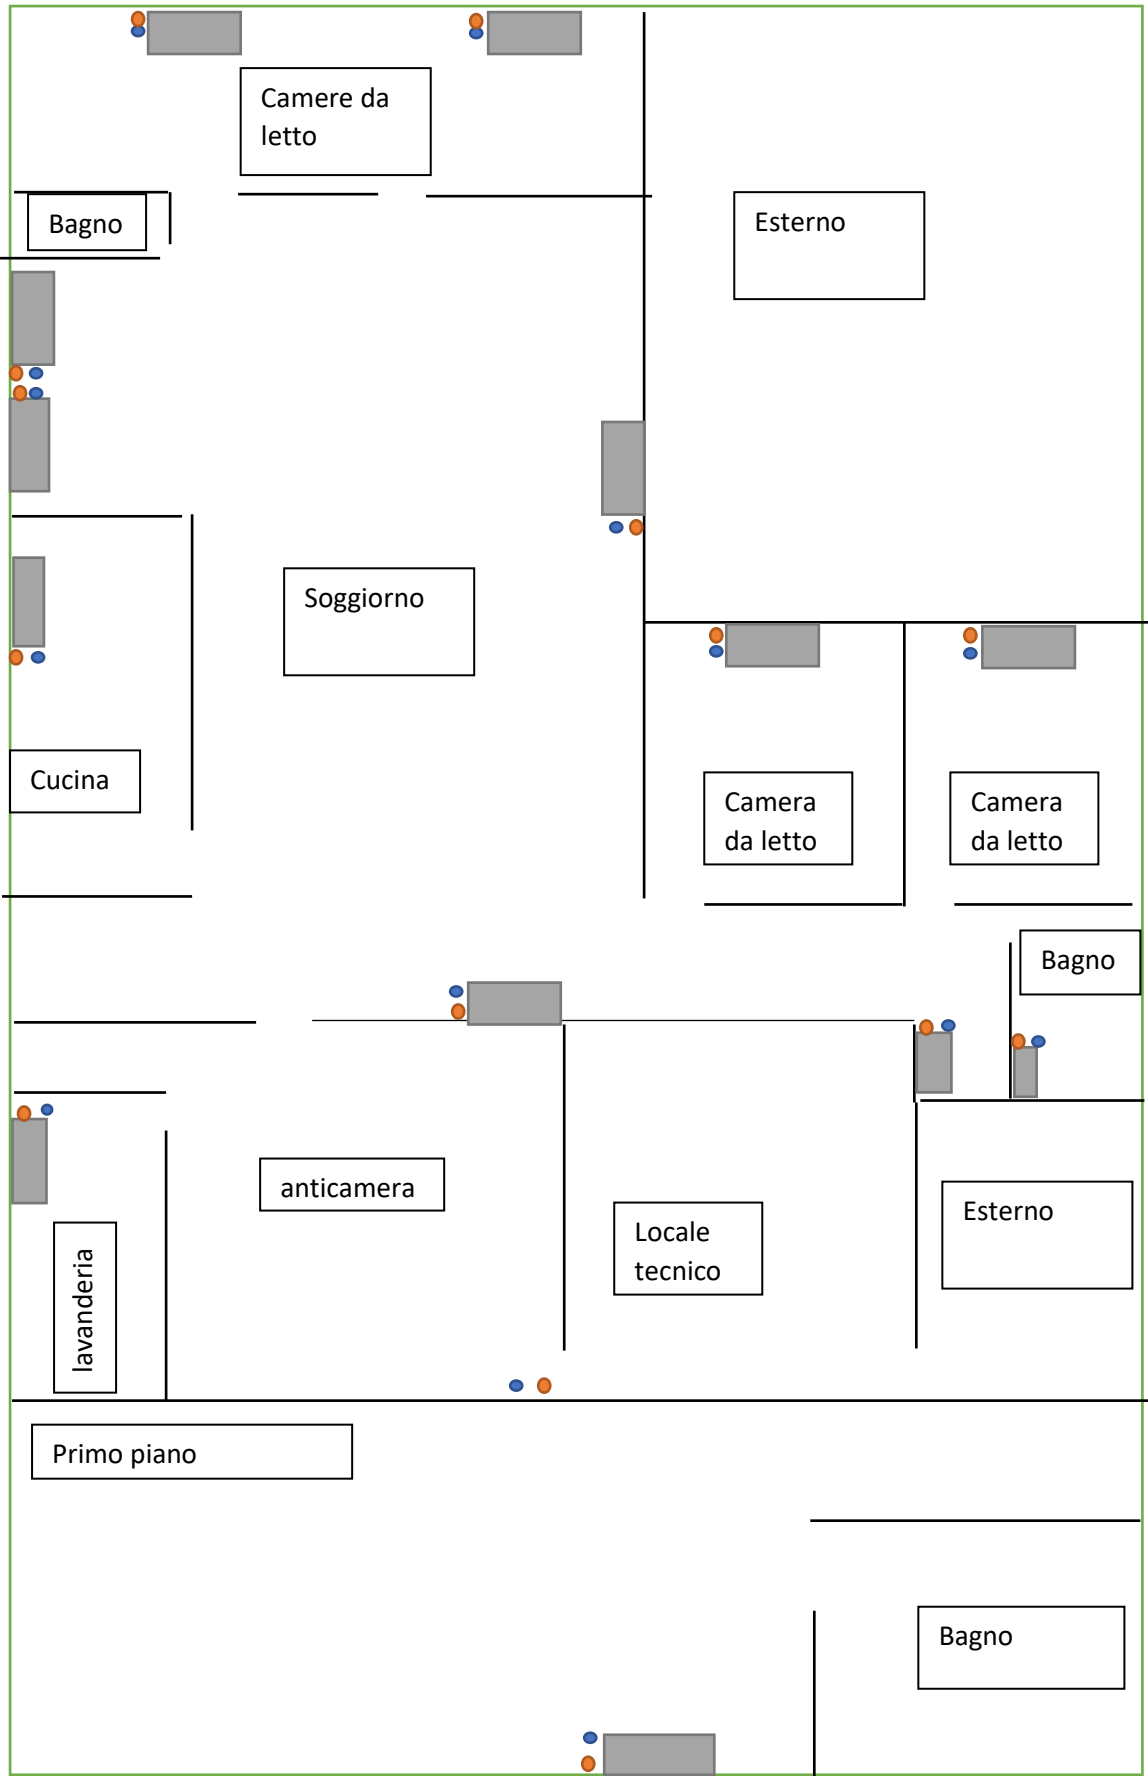 Camere da
letto
Bagno
Esterno
Soggiorno
Cucina
Camera
da letto
Camera
da letto
Bagno
anticamera
Locale
tecnico
Esterno
lavanderia
Primo piano
Bagno